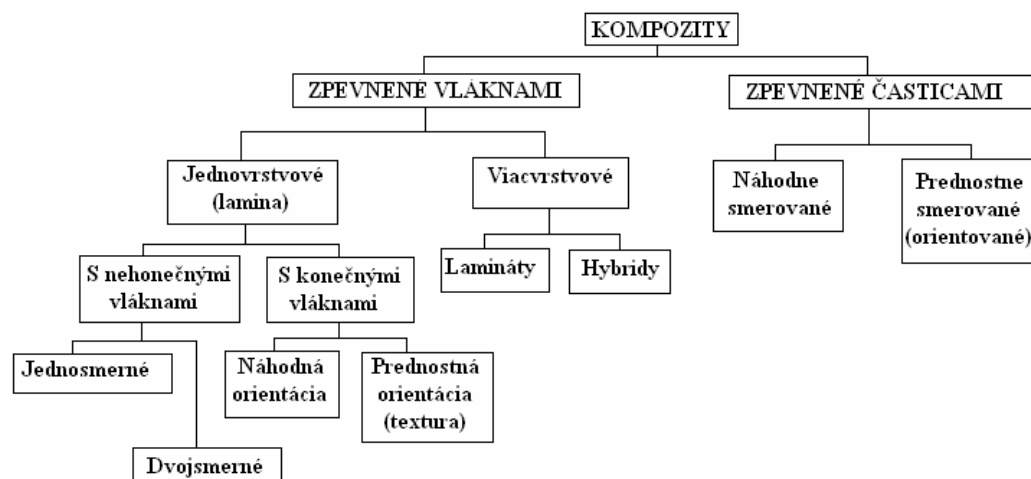 KOMPOZITY
ZPEVNENÉ VLÁKNAMI
ZPEVNENÉ ČASTICAMI
Jednovrstvové
(lamina)
Viacvrstvové
Náhodne
smerované
Prednostne
smerované
(orientované)
S nehonečnými
vláknami
S konečnými
vláknami
Lamináty
Hybridy
Jednosmerné
Náhodná
orientácia
Prednostná
orientácia
(textura)
Dvojsmerné